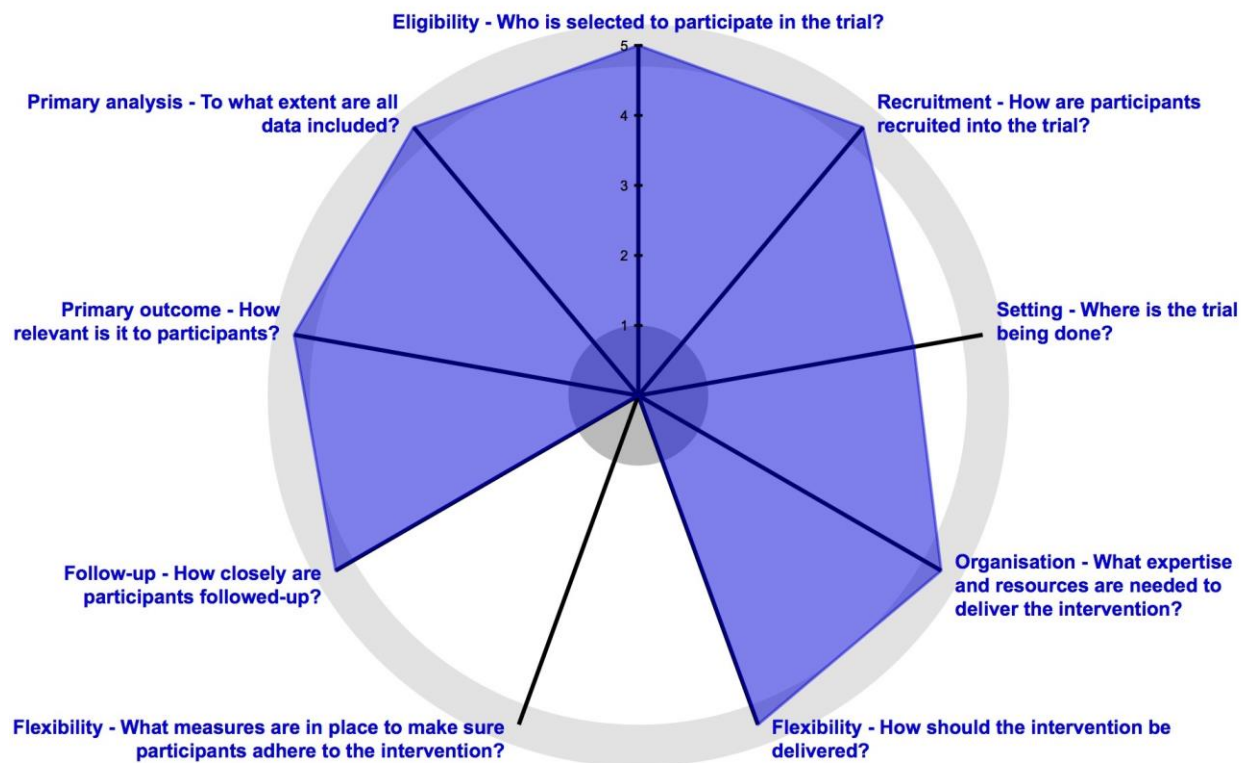 Eligibility - Who is selected to participate in the trial?
5
4
3
2
1
Recruitment - How are participants
recruited into the trial?
Setting - Where is the trial
being done?
Organisation - What expertise
and resources are needed to
deliver the intervention?
Flexibility - How should the intervention be
delivered?
Flexibility - What measures are in place to make sure
participants adhere to the intervention?
Follow-up - How closely are
participants followed-up?
Primary outcome - How
relevant is it to participants?
Primary analysis - To what extent are all
data included?